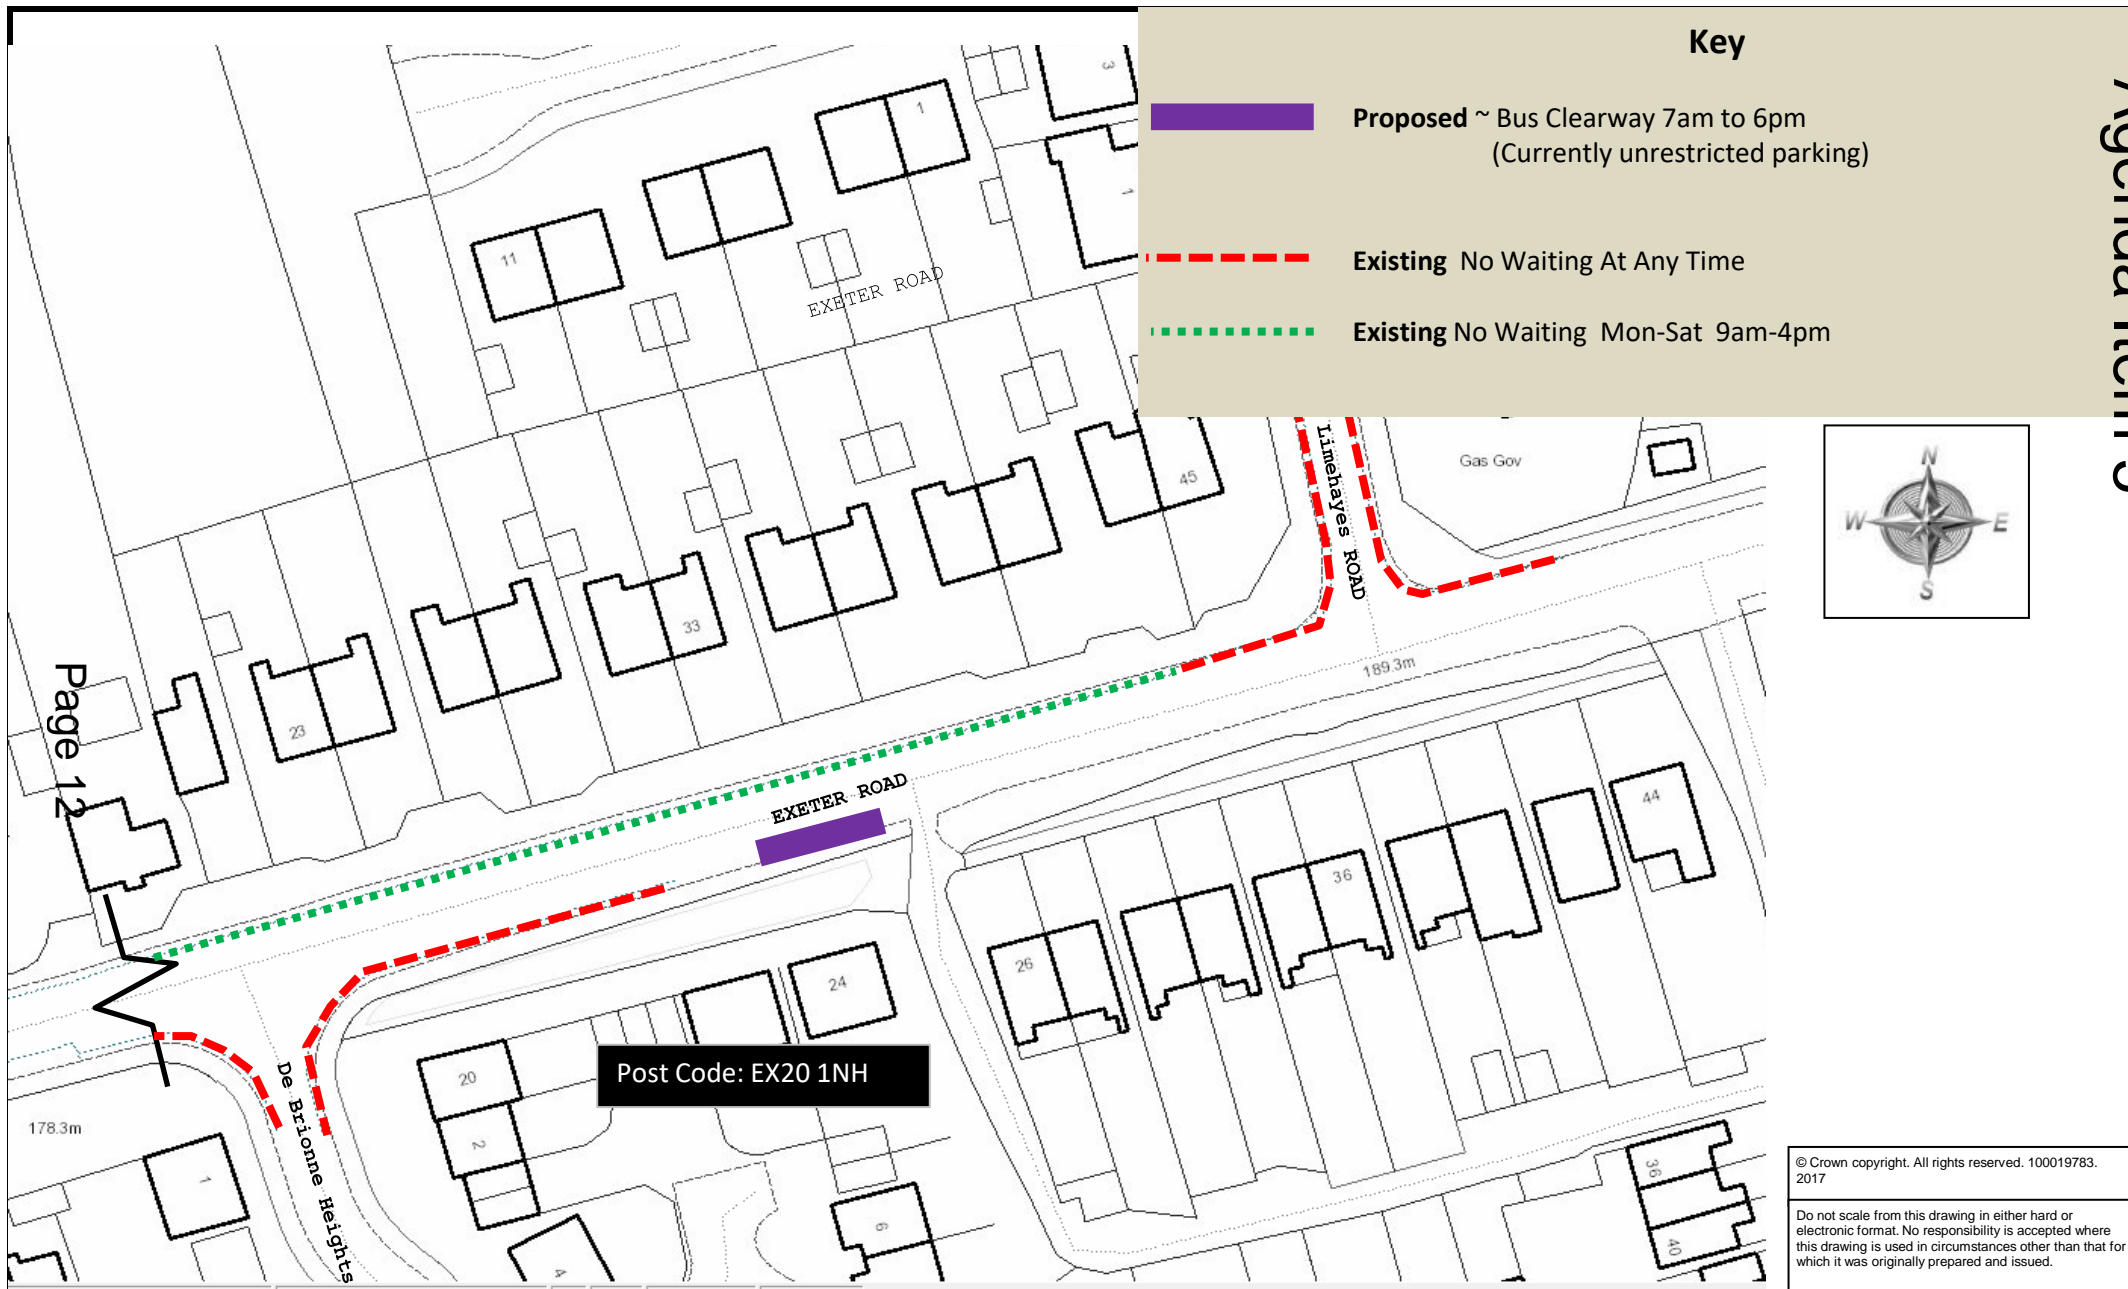 Key
Proposed ~ Bus Clearway 7am to 6pm
(Currently unrestricted parking)
Existing No Waiting At Any Time
Existing No Waiting Mon-Sat 9am-4pm
Agenda Item 5
N
W
E
S
Page 12
3
1
1
11
EXETER ROAD
45
33
23
Limehayes ROAD
Gas Gov
189.3m
EXETER ROAD
44
36
26
24
20
2
Post Code: EX20 1NH
De Brionne Heights
178.3m
1
4
6
36
40
© Crown copyright. All rights reserved. 100019783.
2017
Do not scale from this drawing in either hard or
electronic format. No responsibility is accepted where
this drawing is used in circumstances other than that for
which it was originally prepared and issued.